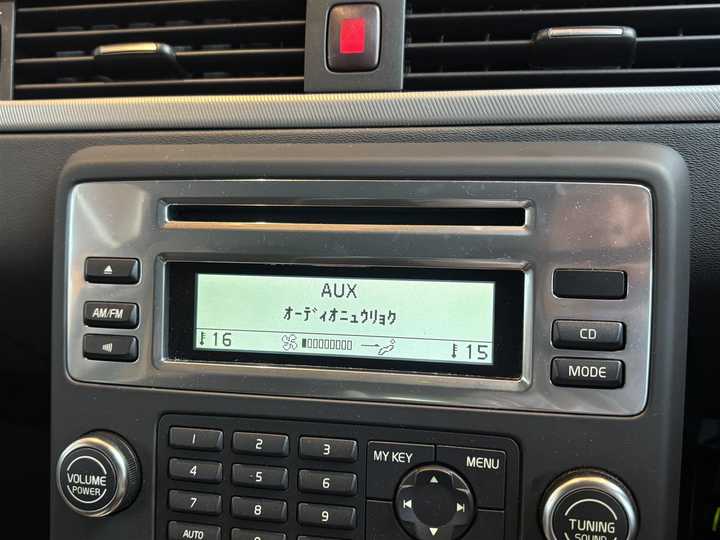 AUX
オーディオニュウリョク
16
15
AM/FM
CD
MODE
1
2
3
MY KEY
MENU
4
5
6
VOLUME
POWER
7
8
9
TUNING
SOUND
AUTO